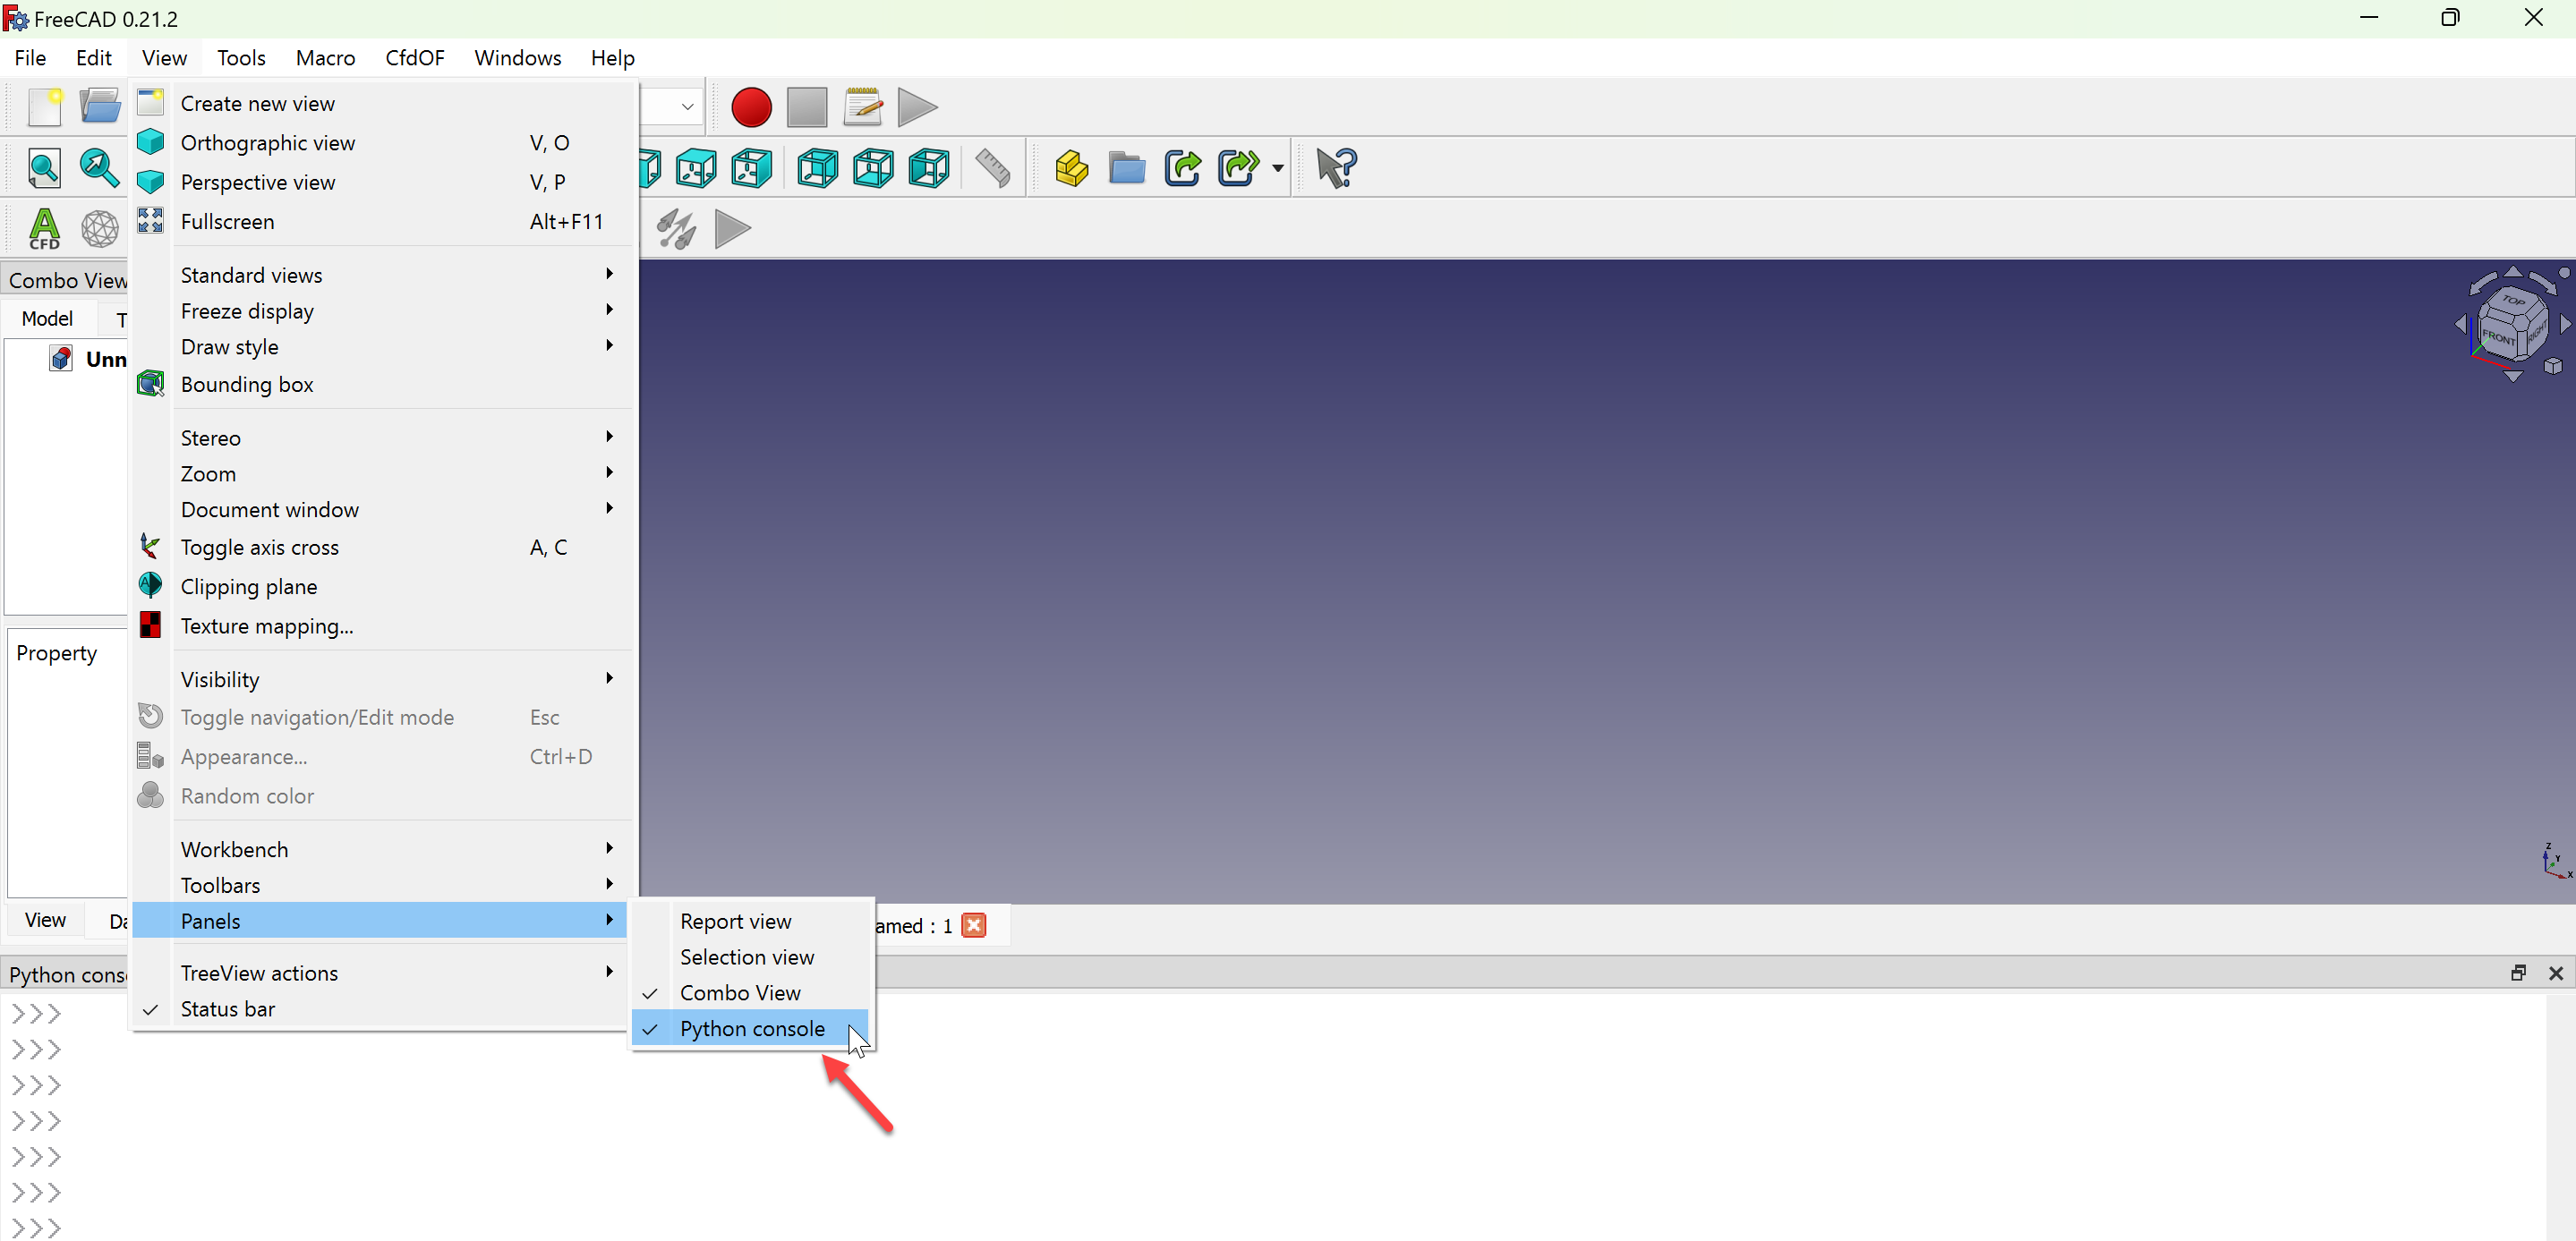 FreeCAD 0.21.2
File Edit View Tools Macro CfdOF Windows Help
Create new view
Orthographic view V, O
Perspective view V, P
Fullscreen Alt+F11
CFD
Combo View
Standard views
Model T
Freeze display
Draw style
Unn
Bounding box
TOP
FRONT
RIGHT
Stereo
Zoom
Document window
Toggle axis cross A, C
Clipping plane
Texture mapping...
Property
Visibility
Toggle navigation/Edit mode Esc
Appearance... Ctrl+D
Random color
Workbench
Toolbars
Z
Y
X
View Da
Panels
Report view
amed : 1
Selection view
Python cons
TreeView actions
Combo View
Status bar
Python console
>>>
>>>
>>>
>>>
>>>
>>>
>>>